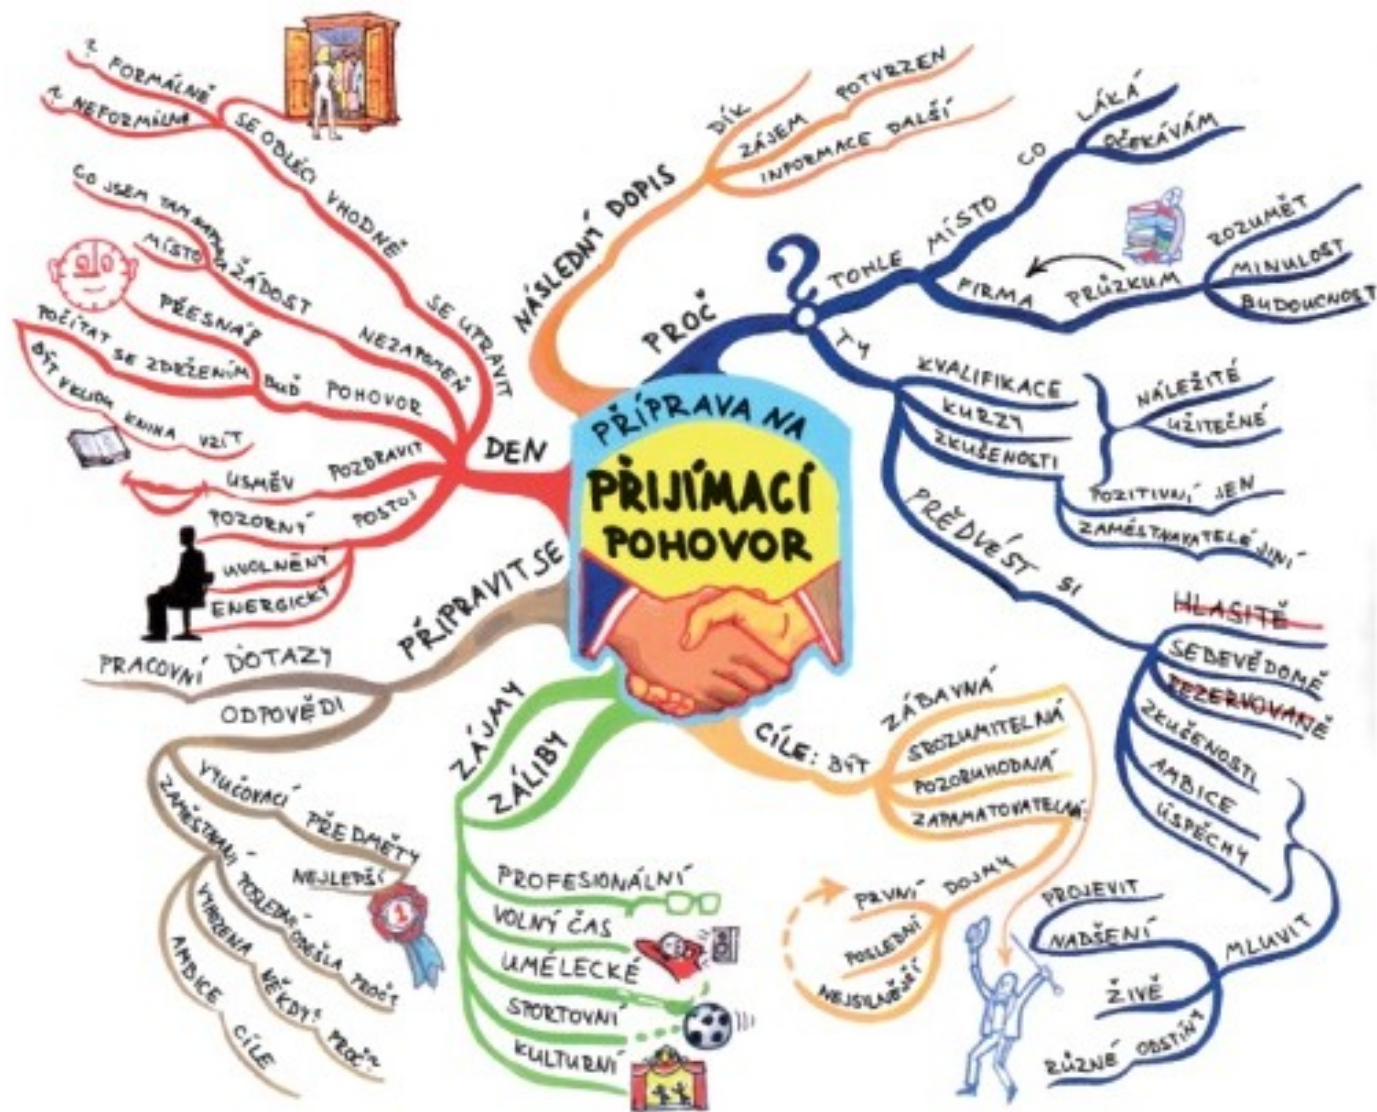 PŘÍPRAVA NA
PŘIJÍMACÍ
POHOVOR
NÁSLEDNÝ DOPIS
DÍK
ZÁJEM POTVRZEN
INFORMACE DALŠÍ
PROČ
?
TOHLE MÍSTO
CO
LÁKÁ
OČEKÁVÁM
FIRMA PRŮZKUM
ROZUMĚT
MINULOST
BUDOUCNOST
TY
KVALIFIKACE
KURZY
ZKUŠENOSTI
NÁLEŽITÉ
UŽITEČNÉ
POZITIVNÍ JEN
ZAMĚSTNAVATELÉ JINÍ
PŘEDVÉST SI
HLASITĚ
SEBEVĚDOMĚ
REZERVOVANĚ
ZKUŠENOSTI
AMBICE
ÚSPĚCHY
MLUVIT
PROJEVIT
NADŠENÍ
ŽIVĚ
RŮZNÉ ODSTÍNY
CÍLE: BÝT
ZÁBAVNÁ
SROZUMITELNÁ
POZORUHODNÁ
ZAPAMATOVATELNÁ
DOJMY
PRVNÍ
POSLEDNÍ
NEJSILNĚJŠÍ
ZÁJMY
ZÁLIBY
PROFESIONÁLNÍ
VOLNÝ ČAS
UMĚLECKÉ
SPORTOVNÍ
KULTURNÍ
PŘIPRAVIT SE
DOTAZY
PRACOVNÍ
ODPOVĚDI
VYUČOVACÍ PŘEDMĚTY
NEJLEPŠÍ
1
ZAMĚSTNÁNÍ
POSLEDNÍ ODEŠLA PROČ?
VYHOZENA NĚKDY? PROČ?
AMBICE
CÍLE
DEN
SE UPRAVIT
SE OBLÉCI VHODNĚ
? FORMÁLNĚ
? NEFORMÁLNĚ
NEZAPOMEŇ
ŽÁDOST
CO JSEM TAM NAPSALA
MÍSTO
POHOVOR
BUĎ
PŘESNÁ!
POČÍTAT SE ZDRŽENÍM
BÝT V KLIDU KNIHA VZÍT
POZDRAVIT
USMĚV
POSTOJ
POZORNÝ
UVOLNĚNÝ
ENERGICKÝ